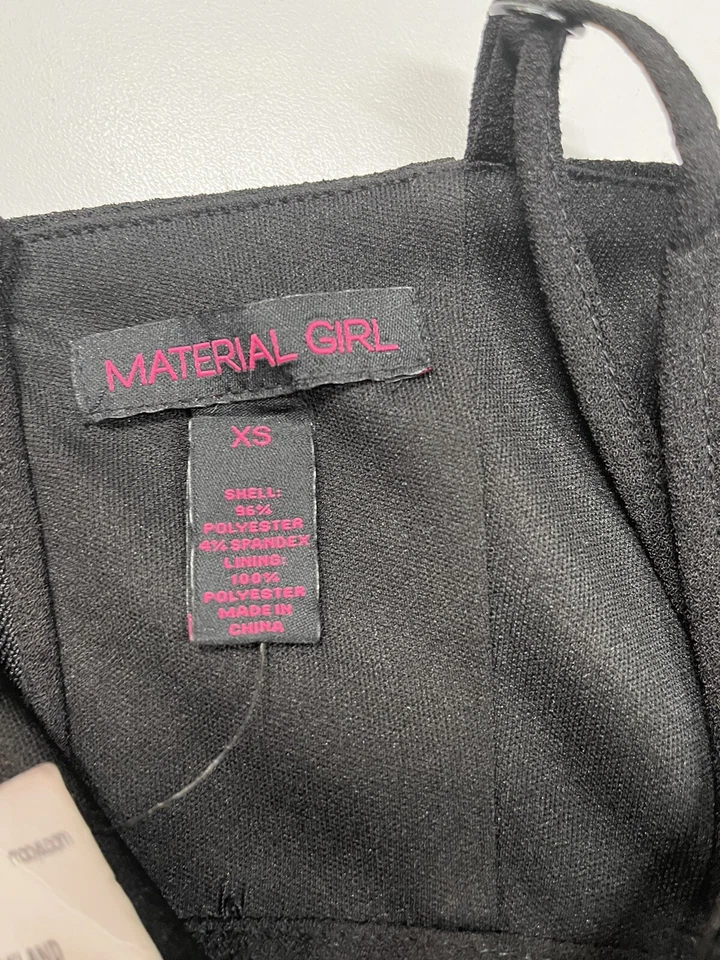 MATERIAL GIRL
XS
SHELL:
96%
POLYESTER
4% SPANDEX
LINING:
100%
POLYESTER
MADE IN
CHINA